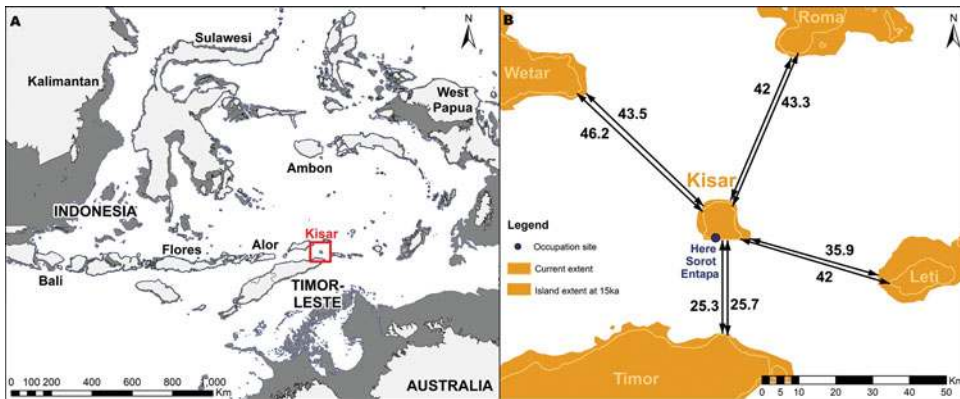 A
N
Sulawesi
Kalimantan
West
Papua
Ambon
INDONESIA
Kisar
Alor
Flores
Bali
TIMOR-
LESTE
AUSTRALIA
0 100 200 400 600 800 1,000
Km
B
N
Roma
Wetar
42
43.3
43.5
46.2
Kisar
Legend
Occupation site
Current extent
Island extent at 15ka
Here
Sorot
Entapa
35.9
42
Leti
25.3
25.7
Timor
0 5 10 20 30 40 50
Km